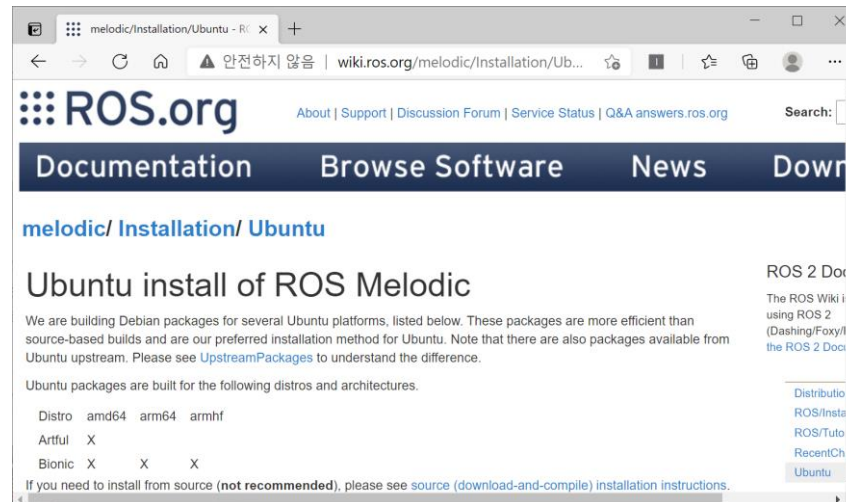 melodic/Installation/Ubuntu - R
안전하지 않음 | wiki.ros.org/melodic/Installation/Ub...
ROS.org
About | Support | Discussion Forum | Service Status | Q&A answers.ros.org
Search:
Documentation Browse Software News Down
melodic/ Installation/ Ubuntu
Ubuntu install of ROS Melodic
We are building Debian packages for several Ubuntu platforms, listed below. These packages are more efficient than
source-based builds and are our preferred installation method for Ubuntu. Note that there are also packages available from
Ubuntu upstream. Please see UpstreamPackages to understand the difference.
Ubuntu packages are built for the following distros and architectures.
Distro amd64 arm64 armhf
Artful X
Bionic X X X
If you need to install from source (not recommended), please see source (download-and-compile) installation instructions.
ROS 2 Doc
The ROS Wiki i
using ROS 2
(Dashing/Foxy/
the ROS 2 Docu
Distributio
ROS/Insta
ROS/Tuto
RecentCh
Ubuntu